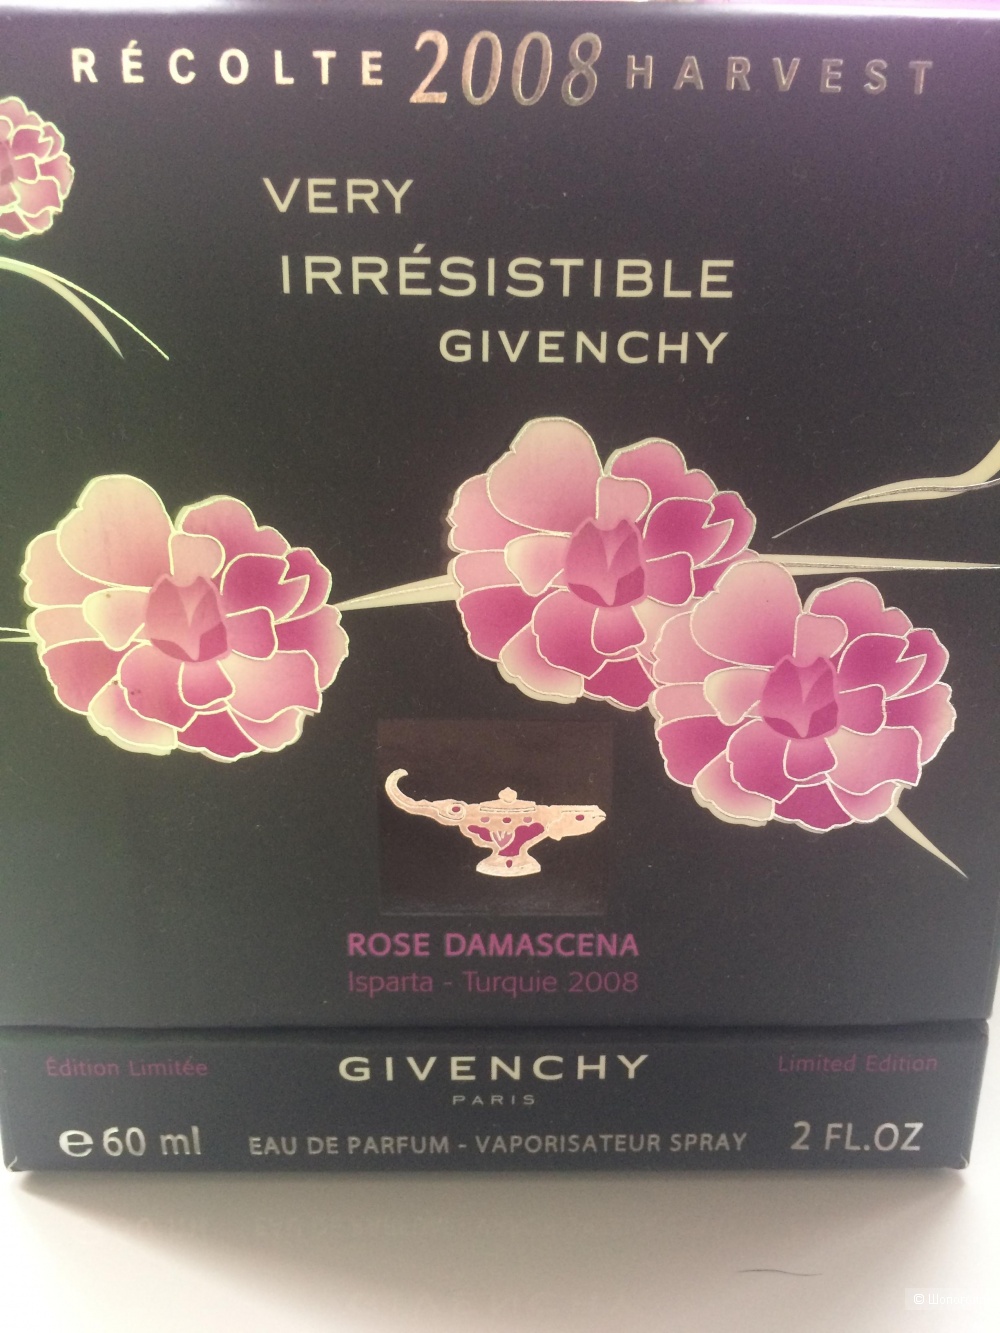 RÉCOLTE 2008 HARVEST
VERY
IRRÉSISTIBLE
GIVENCHY
ROSE DAMASCENA
Isparta - Turquie 2008
Édition Limitée GIVENCHY Limited Edition
PARIS
e 60 ml EAU DE PARFUM - VAPORISATEUR SPRAY 2 FL.OZ